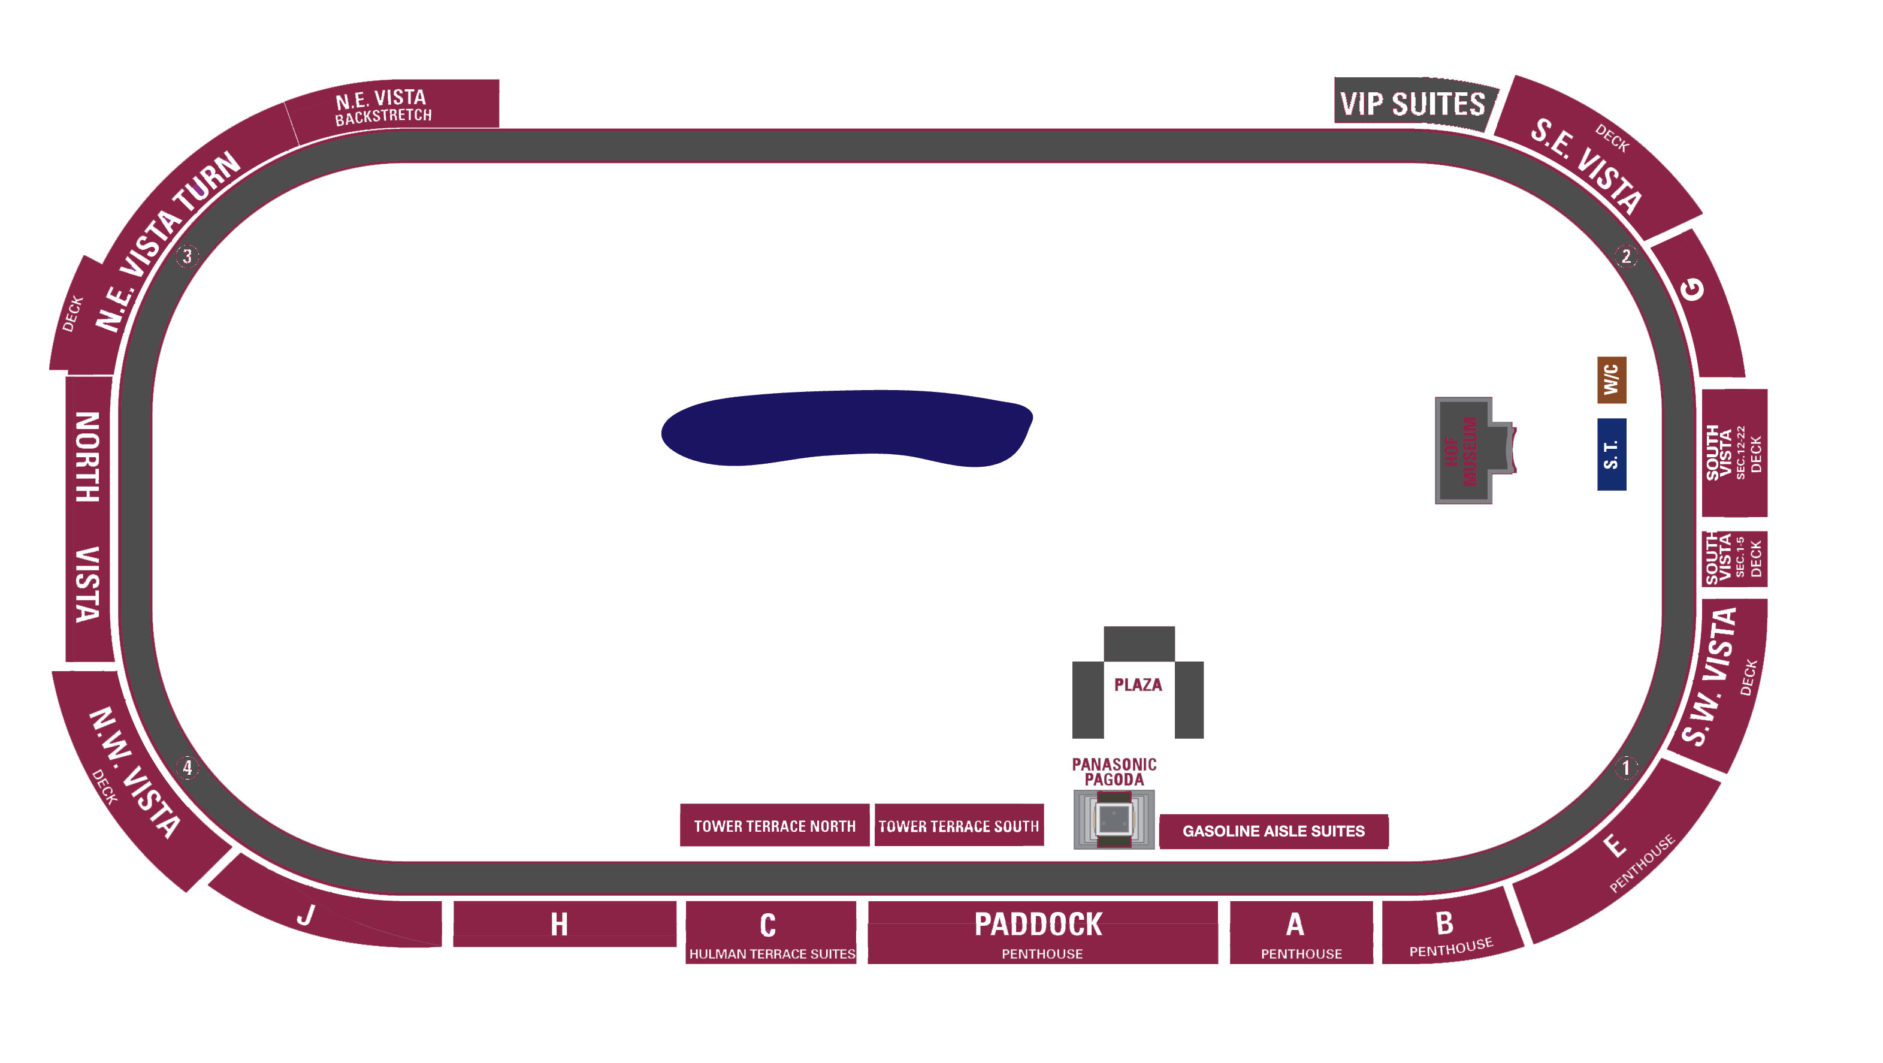 N.E. VISTA
BACKSTRETCH
VIP SUITES
DECK
S.E. VISTA
N.E. VISTA TURN
3
2
DECK
G
W/C
NORTH VISTA
HOF
MUSEUM
S. T.
SOUTH
VISTA
SEC.12-22
DECK
SOUTH
VISTA
SEC.1-5
DECK
S.W. VISTA
DECK
PLAZA
N.W. VISTA
DECK
4
1
PANASONIC
PAGODA
TOWER TERRACE NORTH
TOWER TERRACE SOUTH
GASOLINE AISLE SUITES
E
PENTHOUSE
J
H
C
HULMAN TERRACE SUITES
PADDOCK
PENTHOUSE
A
PENTHOUSE
B
PENTHOUSE